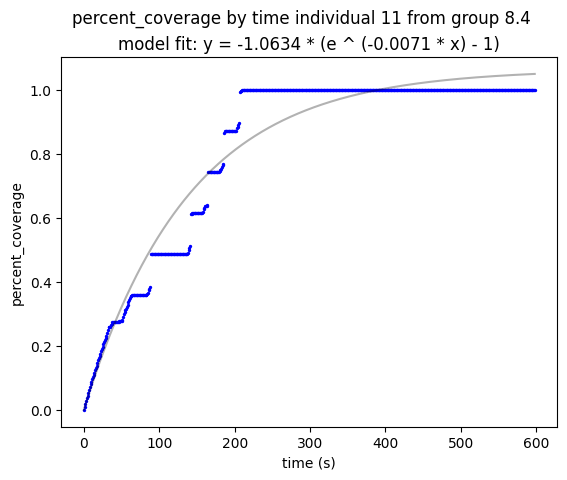 percent_coverage by time individual 11 from group 8.4
model fit: y = -1.0634 * (e ^ (-0.0071 * x) - 1)
1.0
0.8
0.6
0.4
0.2
0.0
percent_coverage
0 100 200 300 400 500 600
time (s)